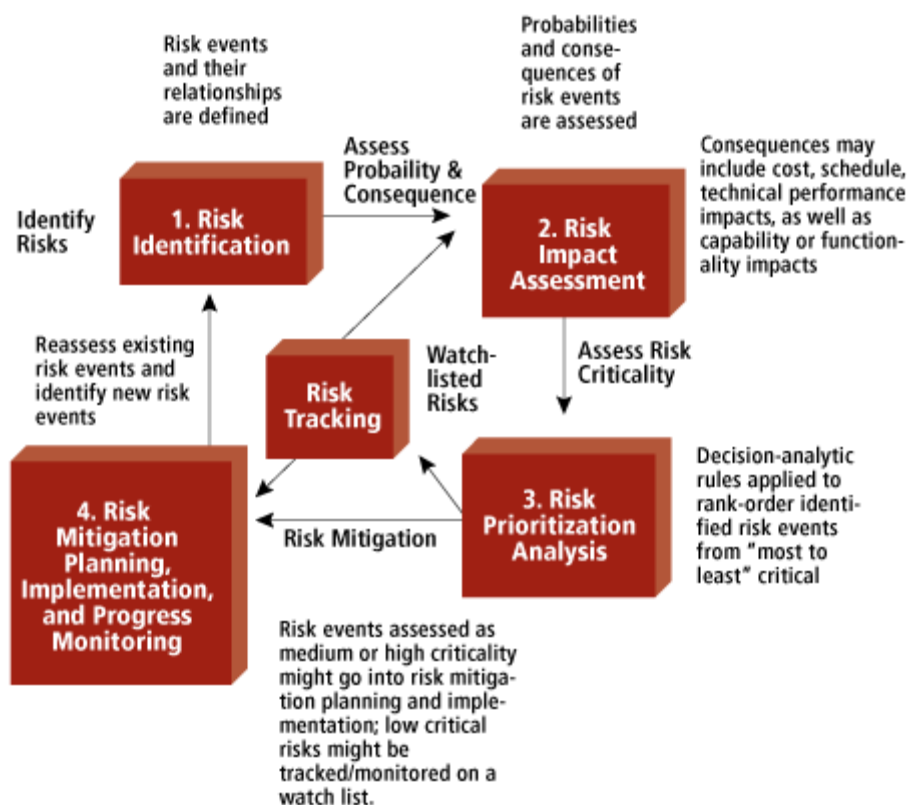 Risk events
and their
relationships
are defined
Probabilities
and conse-
quences of
risk events
are assessed
Assess
Probaility &
Consequence
Consequences may
include cost, schedule,
technical performance
impacts, as well as
capability or function-
ality impacts
Identify
Risks
1. Risk
Identification
2. Risk
Impact
Assessment
Reassess existing
risk events and
identify new risk
events
Risk
Tracking
Watch-
listed
Risks
Assess Risk
Criticality
4. Risk
Mitigation
Planning,
Implementation,
and Progress
Monitoring
Risk Mitigation
3. Risk
Prioritization
Analysis
Decision-analytic
rules applied to
rank-order identi-
fied risk events
from "most to
least" critical
Risk events assessed as
medium or high criticality
might go into risk mitiga-
tion planning and imple-
mentation; low critical
risks might be
tracked/monitored on a
watch list.